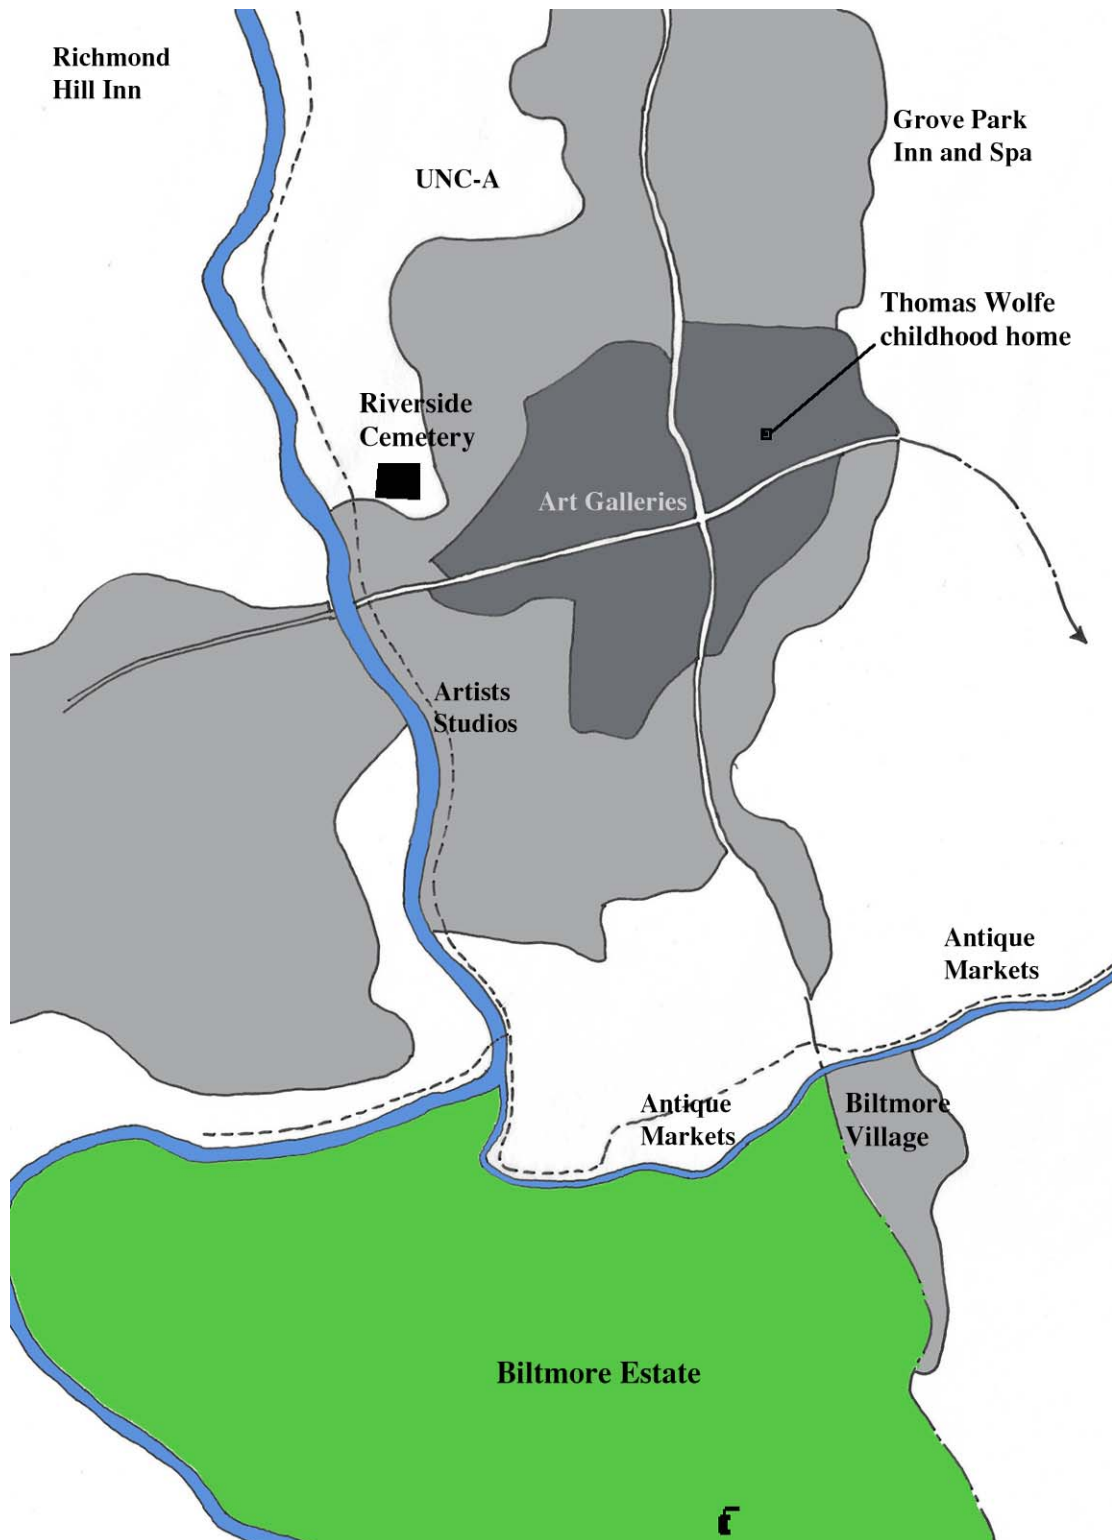 Richmond
Hill Inn
Grove Park
Inn and Spa
UNC-A
Thomas Wolfe
childhood home
Riverside
Cemetery
Art Galleries
Artists
Studios
Antique
Markets
Antique
Markets
Biltmore
Village
Biltmore Estate